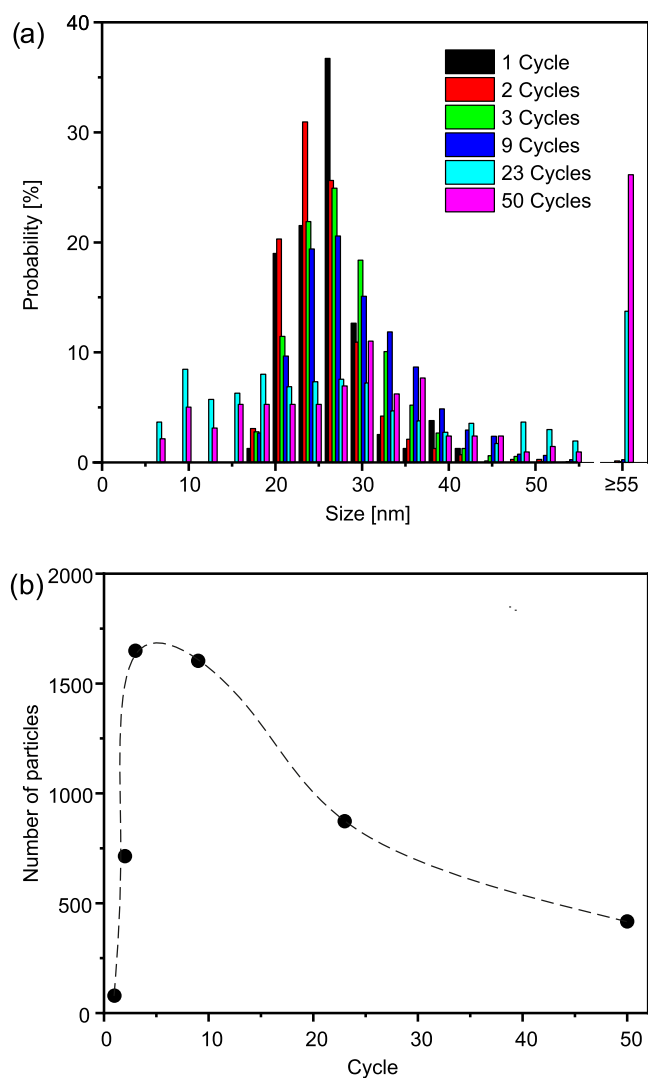 (a)
40
30
20
10
0
Probability [%]
1 Cycle
2 Cycles
3 Cycles
9 Cycles
23 Cycles
50 Cycles
0 10 20 30 40 50 ≥55
Size [nm]
(b)
2000
1500
1000
500
0
Number of particles
0 10 20 30 40 50
Cycle